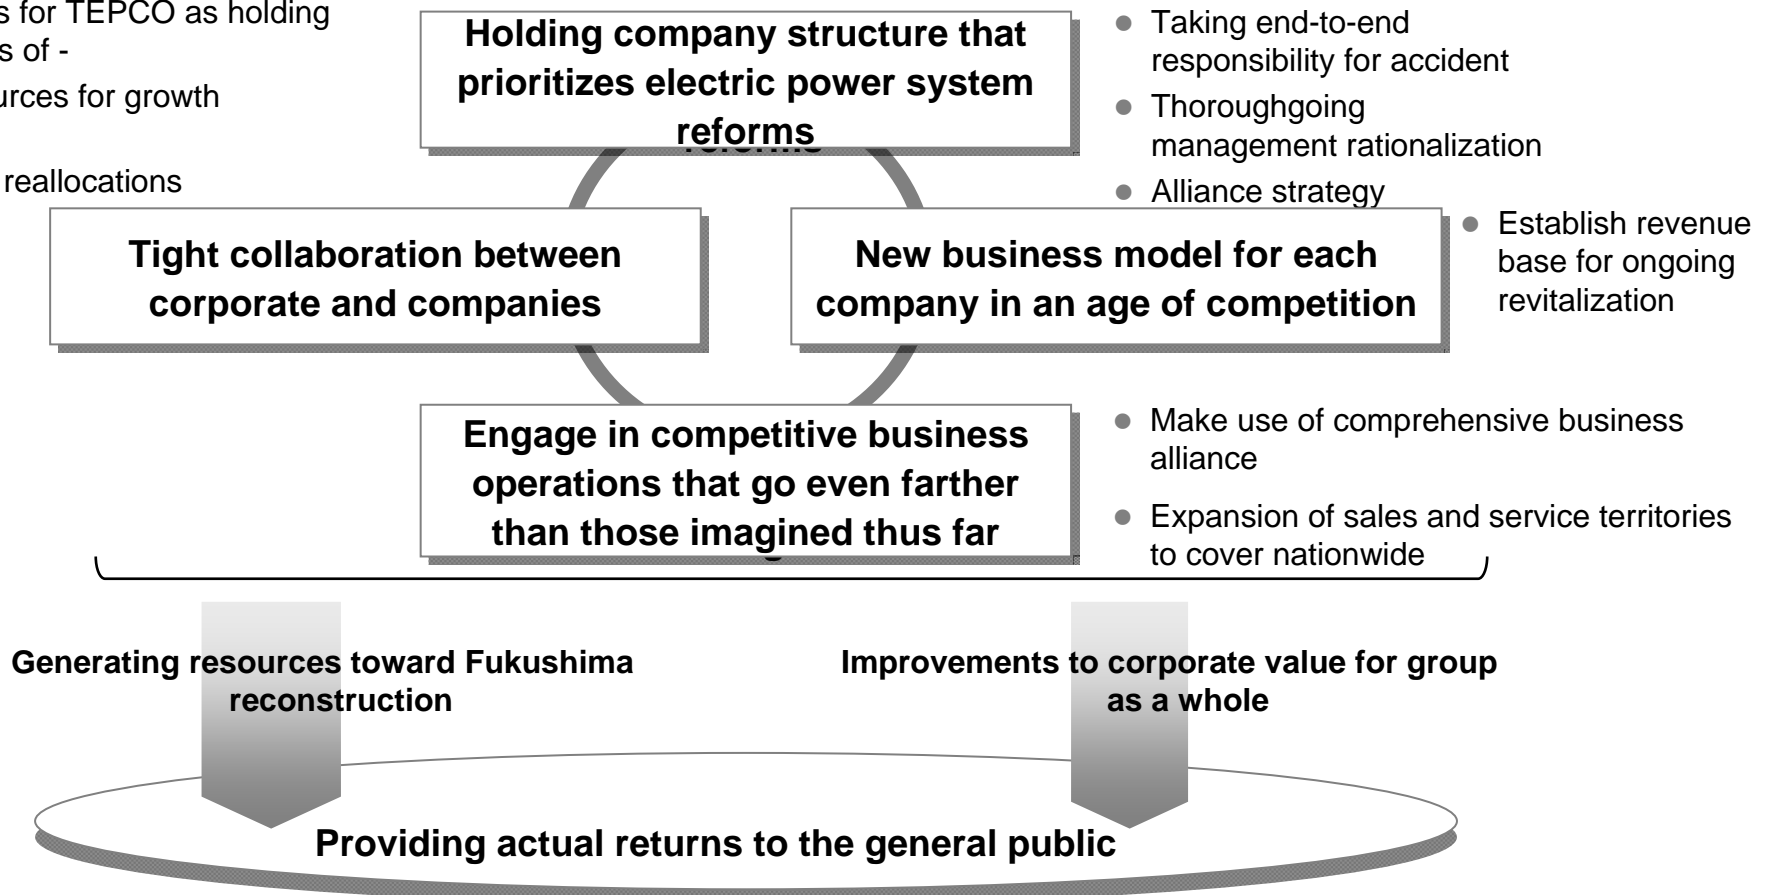 s for TEPCO as holding
s of -
urces for growth
reallocations
Holding company structure that
prioritizes electric power system
reforms
Taking end-to-end
responsibility for accident
Thoroughgoing
management rationalization
Alliance strategy
Tight collaboration between
corporate and companies
New business model for each
company in an age of competition
Establish revenue
base for ongoing
revitalization
Engage in competitive business
operations that go even farther
than those imagined thus far
Make use of comprehensive business
alliance
Expansion of sales and service territories
to cover nationwide
Generating resources toward Fukushima
reconstruction
Improvements to corporate value for group
as a whole
Providing actual returns to the general public